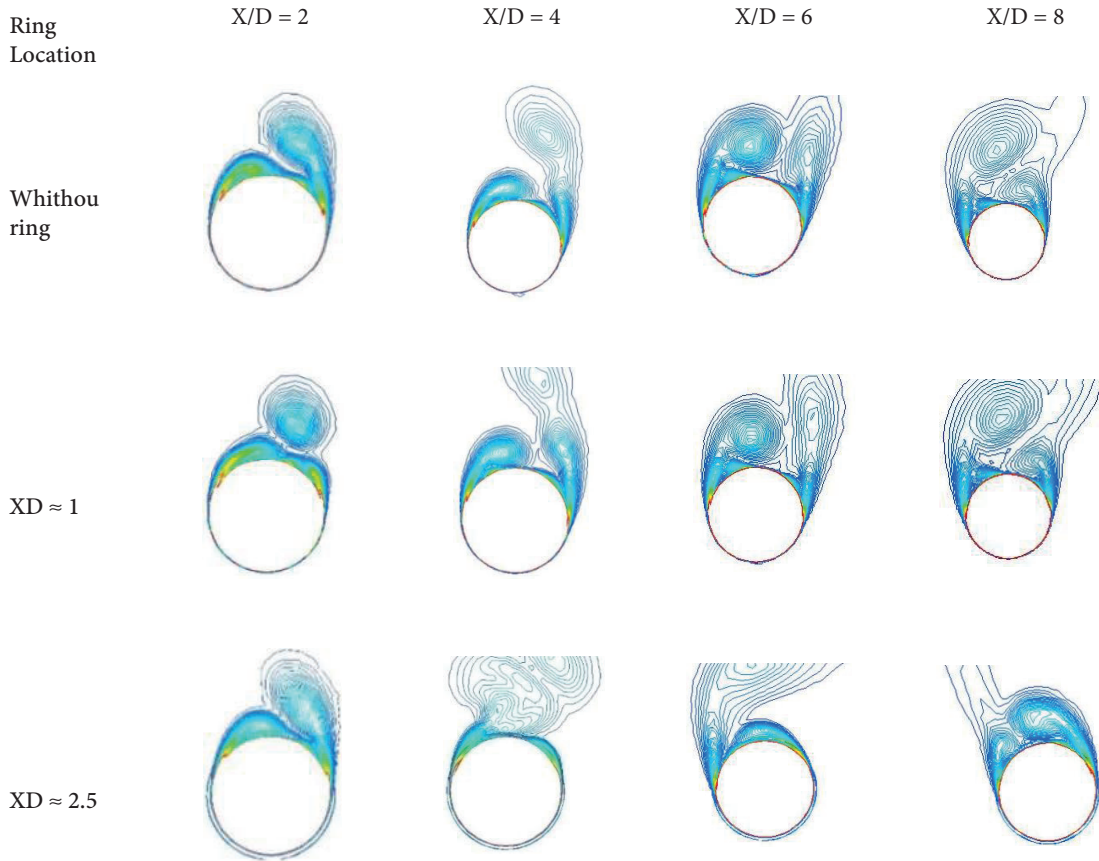 Ring
Location
X/D = 2
X/D = 4
X/D = 6
X/D = 8
Whithou
ring
XD ≈ 1
XD ≈ 2.5